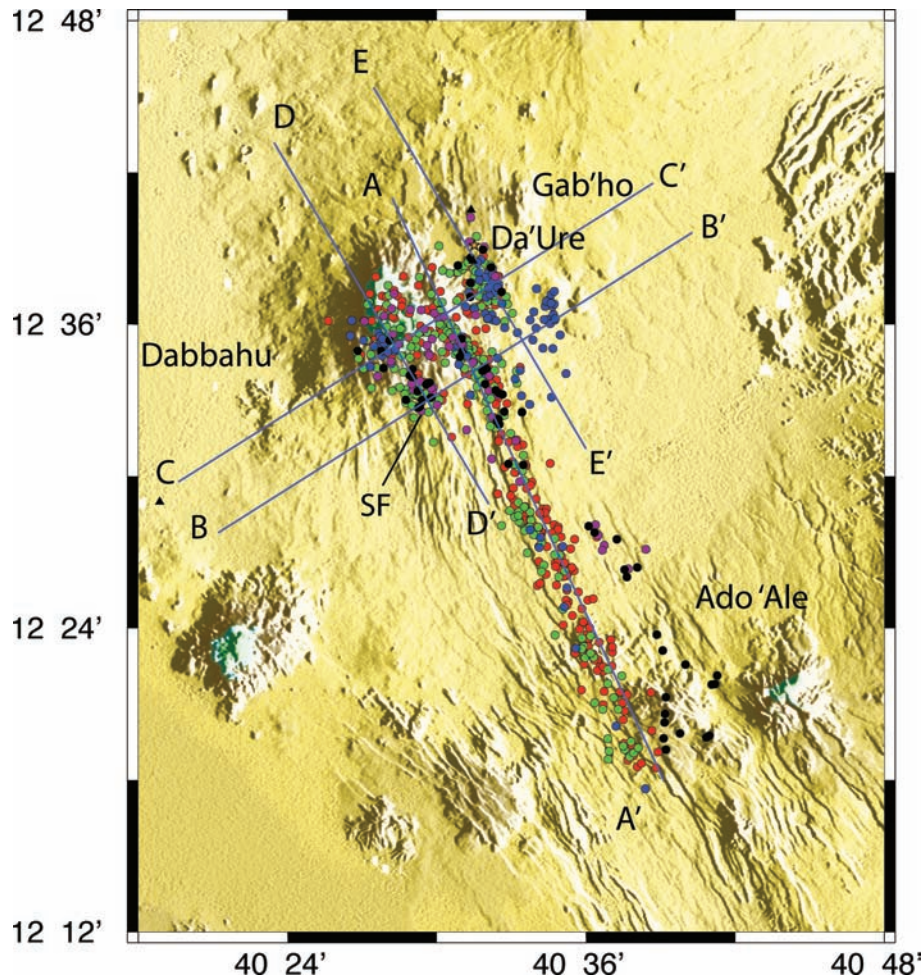 12 48'
E
D
A
Gab'ho
C'
Da'Ure
B'
12 36'
Dabbahu
C
E'
B
SF
D'
Ado 'Ale
12 24'
A'
12 12'
40 24'
40 36'
40 48'